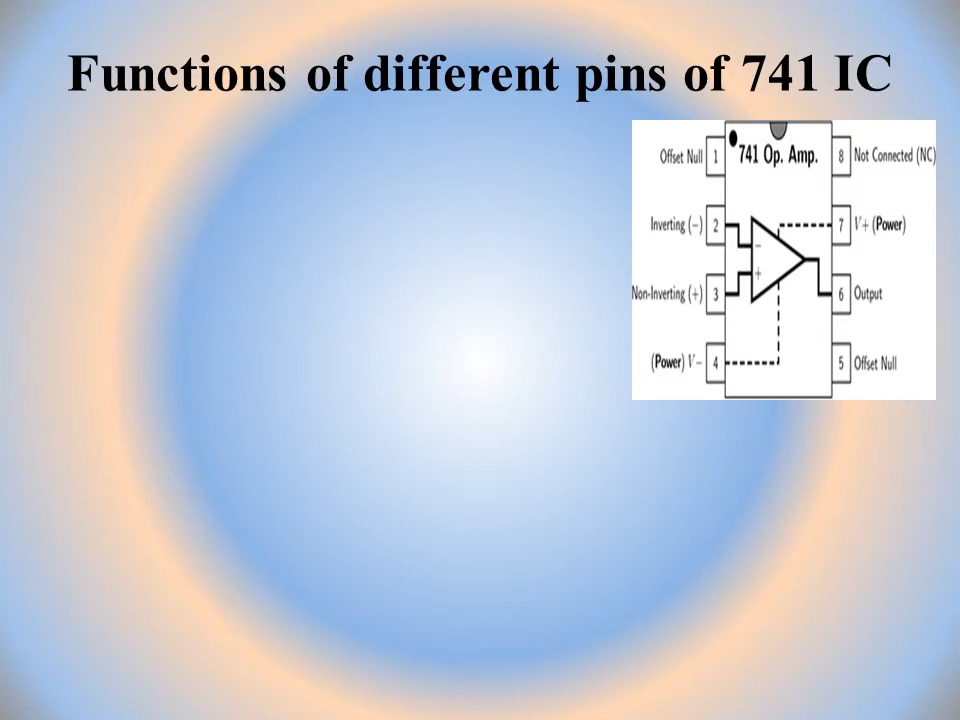 Functions of different pins of 741 IC
741 Op. Amp.
Offset Null 1
Inverting (−) 2
Non-Inverting (+) 3
(Power) V− 4
8 Not Connected (NC)
7 V+ (Power)
6 Output
5 Offset Null
−
+